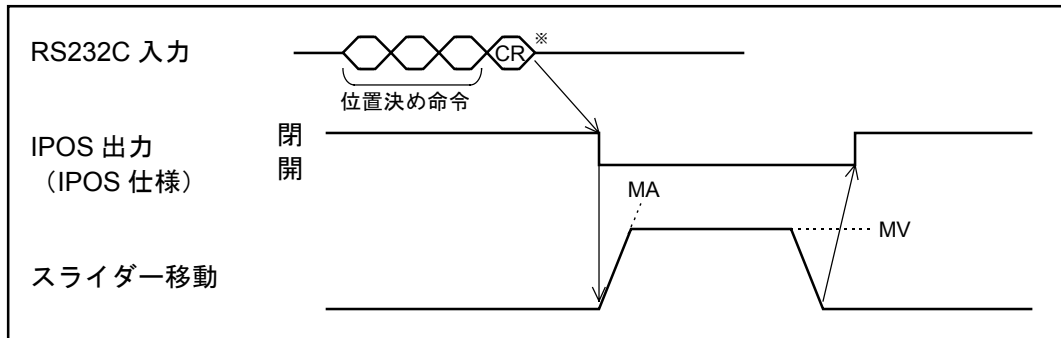 RS232C 入力
CR ※
位置決め命令
IPOS 出力
（IPOS 仕様）
閉
開
MA
MV
スライダー移動